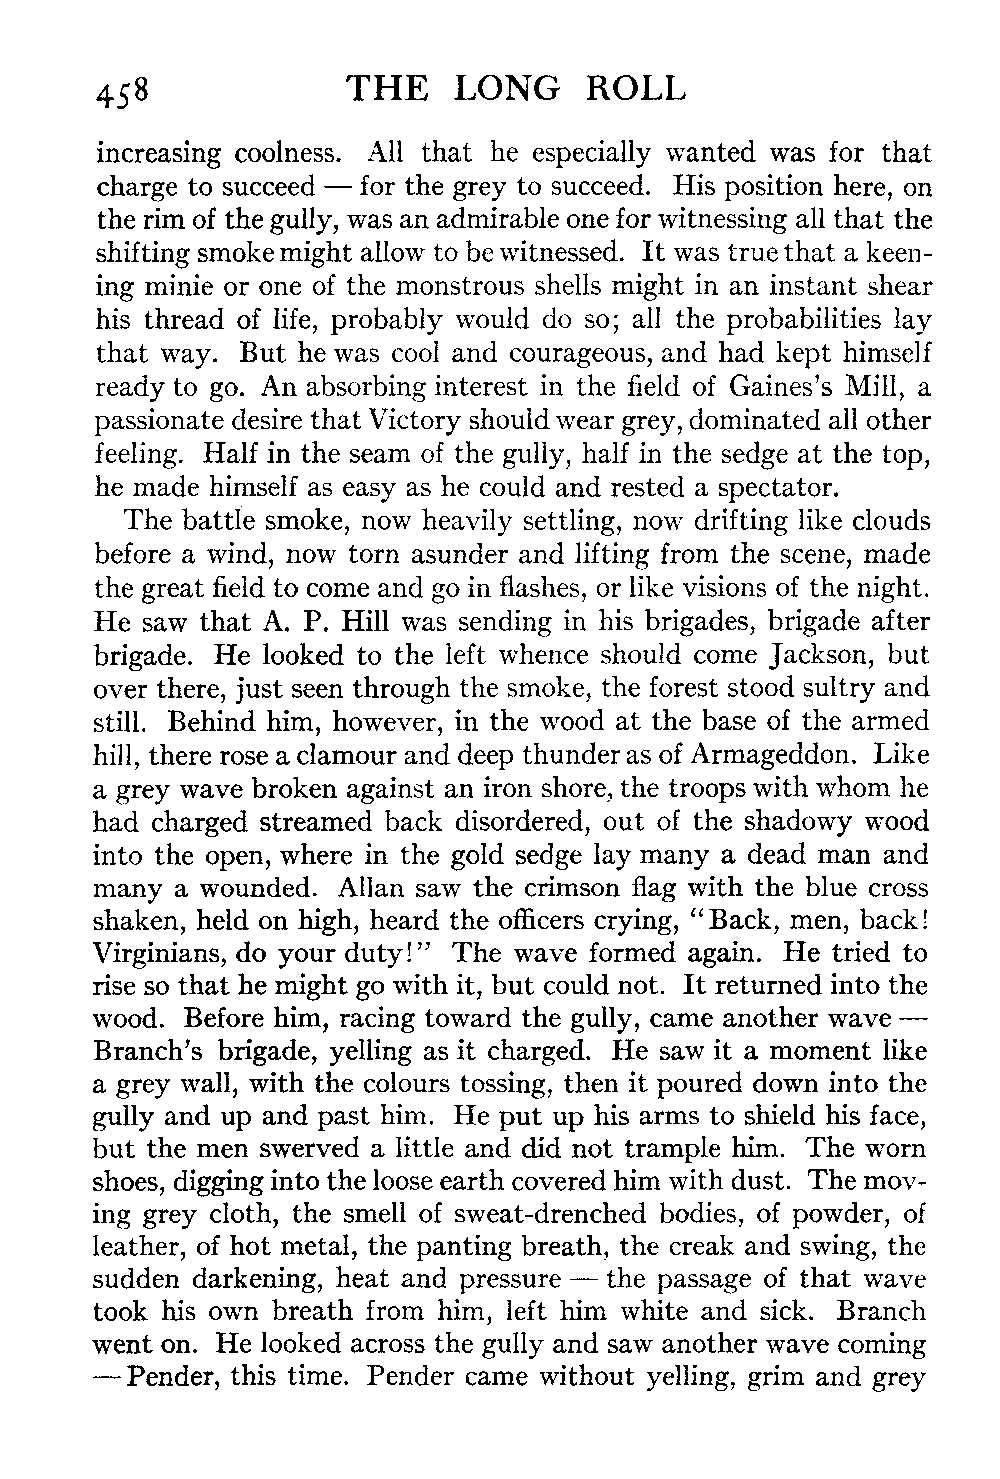 458 THE LONG ROLL
increasing coolness. All that he especially wanted was for that
charge to succeed — for the grey to succeed. His position here, on
the rim of the gully, was an admirable one for witnessing all that the
shifting smoke might allow to be witnessed. It was true that a keen-
ing minie or one of the monstrous shells might in an instant shear
his thread of life, probably would do so; all the probabilities lay
that way. But he was cool and courageous, and had kept himself
ready to go. An absorbing interest in the field of Gaines's Mill, a
passionate desire that Victory should wear grey, dominated all other
feeling. Half in the seam of the gully, half in the sedge at the top,
he made himself as easy as he could and rested a spectator.
The battle smoke, now heavily settling, now drifting like clouds
before a wind, now torn asunder and lifting from the scene, made
the great field to come and go in flashes, or like visions of the night.
He saw that A. P. Hill was sending in his brigades, brigade after
brigade. He looked to the left whence should come Jackson, but
over there, just seen through the smoke, the forest stood sultry and
still. Behind him, however, in the wood at the base of the armed
hill, there rose a clamour and deep thunder as of Armageddon. Like
a grey wave broken against an iron shore, the troops with whom he
had charged streamed back disordered, out of the shadowy wood
into the open, where in the gold sedge lay many a dead man and
many a wounded. Allan saw the crimson flag with the blue cross
shaken, held on high, heard the officers crying, "Back, men, back!
Virginians, do your duty!" The wave formed again. He tried to
rise so that he might go with it, but could not. It returned into the
wood. Before him, racing toward the gully, came another wave —
Branch's brigade, yelling as it charged. He saw it a moment like
a grey wall, with the colours tossing, then it poured down into the
gully and up and past him. He put up his arms to shield his face,
but the men swerved a little and did not trample him. The worn
shoes, digging into the loose earth covered him with dust. The mov-
ing grey cloth, the smell of sweat-drenched bodies, of powder, of
leather, of hot metal, the panting breath, the creak and swing, the
sudden darkening, heat and pressure — the passage of that wave
took his own breath from him, left him white and sick. Branch
went on. He looked across the gully and saw another wave coming
— Pender, this time. Pender came without yelling, grim and grey